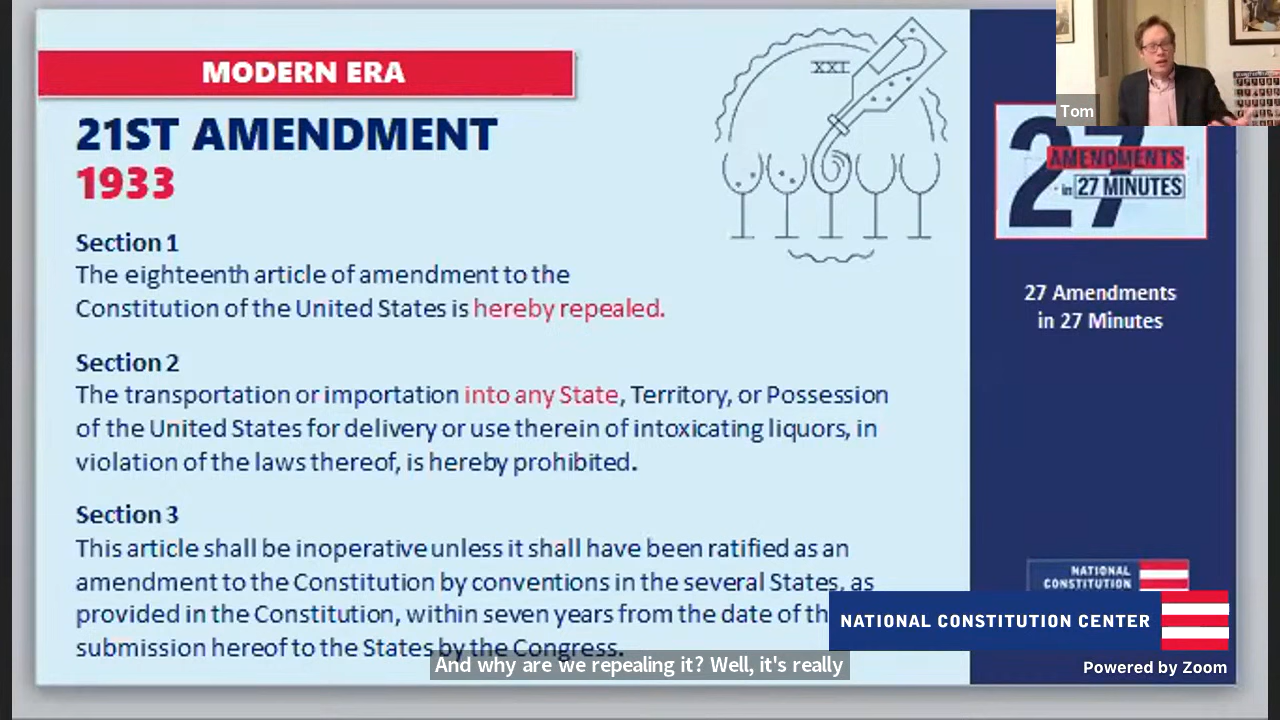 MODERN ERA
XXI
21ST AMENDMENT
1933
Section 1
The eighteenth article of amendment to the
Constitution of the United States is hereby repealed.
Section 2
The transportation or importation into any State, Territory, or Possession
of the United States for delivery or use therein of intoxicating liquors, in
violation of the laws thereof, is hereby prohibited.
Section 3
This article shall be inoperative unless it shall have been ratified as an
amendment to the Constitution by conventions in the several States, as
provided in the Constitution, within seven years from the date of th
submission hereof to the States by the Congress.
And why are we repealing it? Well, it's really
Tom
27
AMENDMENTS
in 27 MINUTES
27 Amendments
in 27 Minutes
NATIONAL
CONSTITUTION
NATIONAL CONSTITUTION CENTER
Powered by Zoom